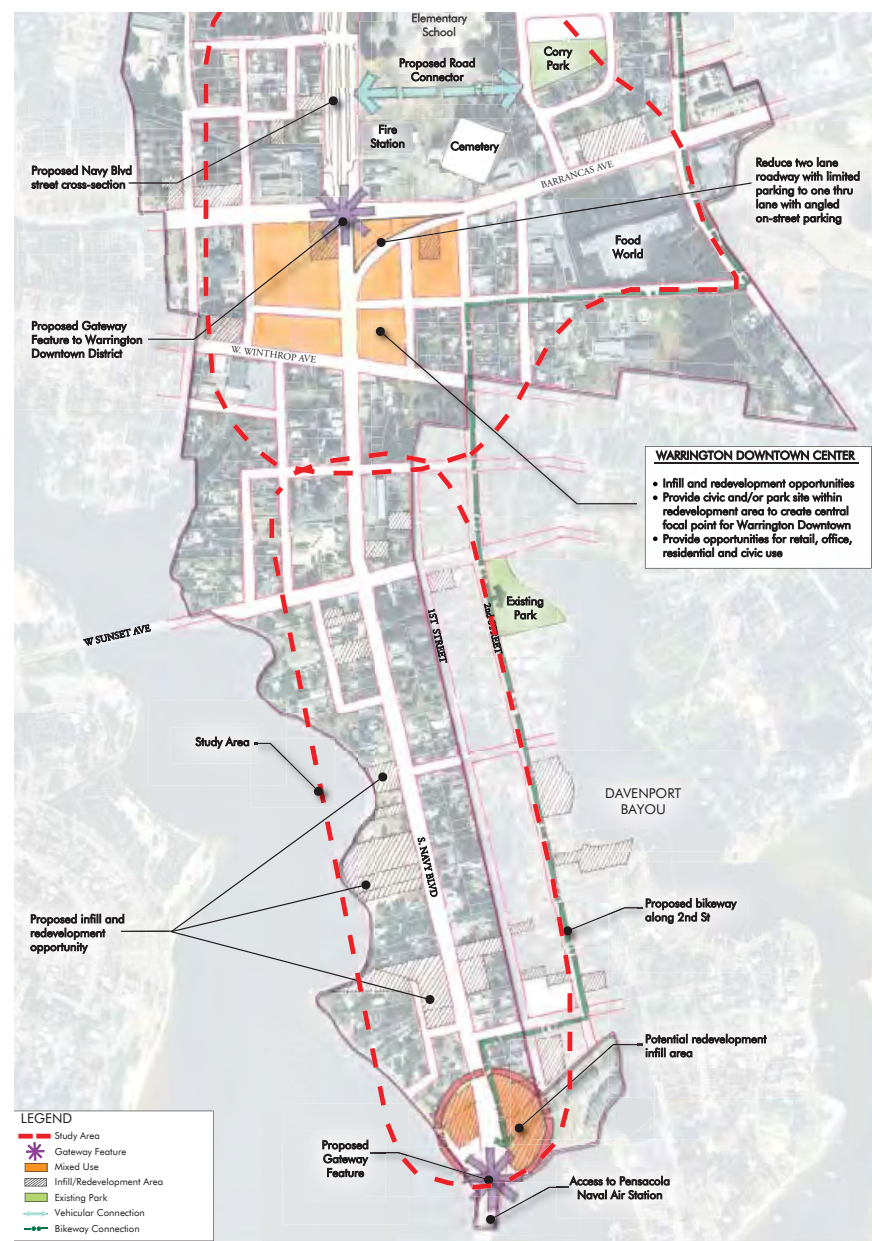 Elementary
School
Corry
Park
Proposed Road
Connector
Fire
Station
Cemetery
Proposed Navy Blvd
street cross-section
BARRANCAS AVE
Reduce two lane
roadway with limited
parking to one thru
lane with angled
on-street parking
Food
World
Proposed Gateway
Feature to Warrington
Downtown District
W. WINTHROP AVE
WARRINGTON DOWNTOWN CENTER
• Infill and redevelopment opportunities
• Provide civic and/or park site within
redevelopment area to create central
focal point for Warrington Downtown
• Provide opportunities for retail, office,
residential and civic use
Existing
Park
W SUNSET AVE
1ST STREET
2nd STREET
Study Area
DAVENPORT
BAYOU
S. NAVY BLVD
Proposed infill and
redevelopment
opportunity
Proposed bikeway
along 2nd St
Potential redevelopment
infill area
Proposed
Gateway
Feature
Access to Pensacola
Naval Air Station
LEGEND
Study Area
Gateway Feature
Mixed Use
Infill/Redevelopment Area
Existing Park
Vehicular Connection
Bikeway Connection